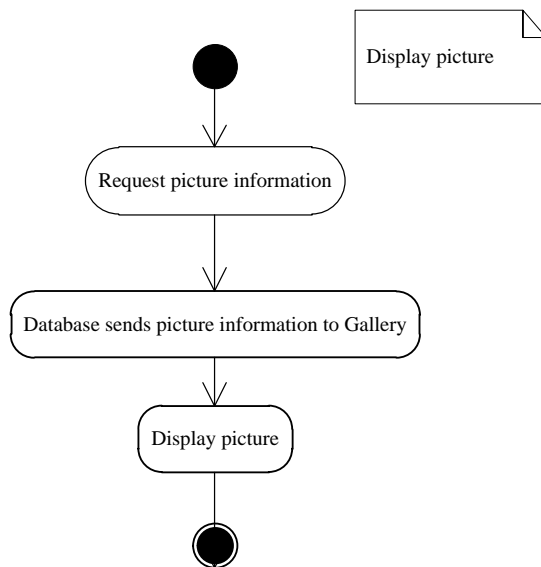 Display picture
Request picture information
Database sends picture information to Gallery
Display picture